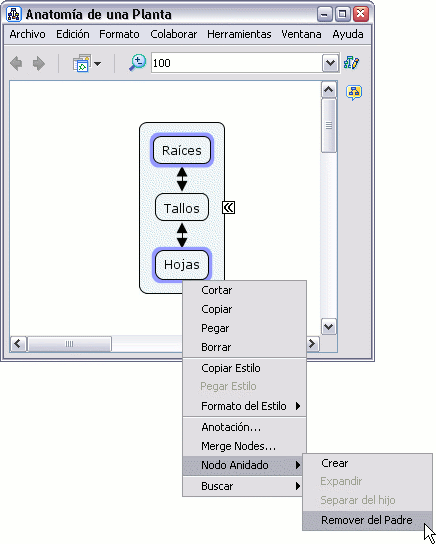 Anatomía de una Planta
Archivo Edición Formato Colaborar Herramientas Ventana Ayuda
100
Raíces
Tallos
Hojas
Cortar
Copiar
Pegar
Borrar
Copiar Estilo
Pegar Estilo
Formato del Estilo
Anotación...
Merge Nodes...
Nodo Anidado
Buscar
Crear
Expandir
Separar del hijo
Remover del Padre